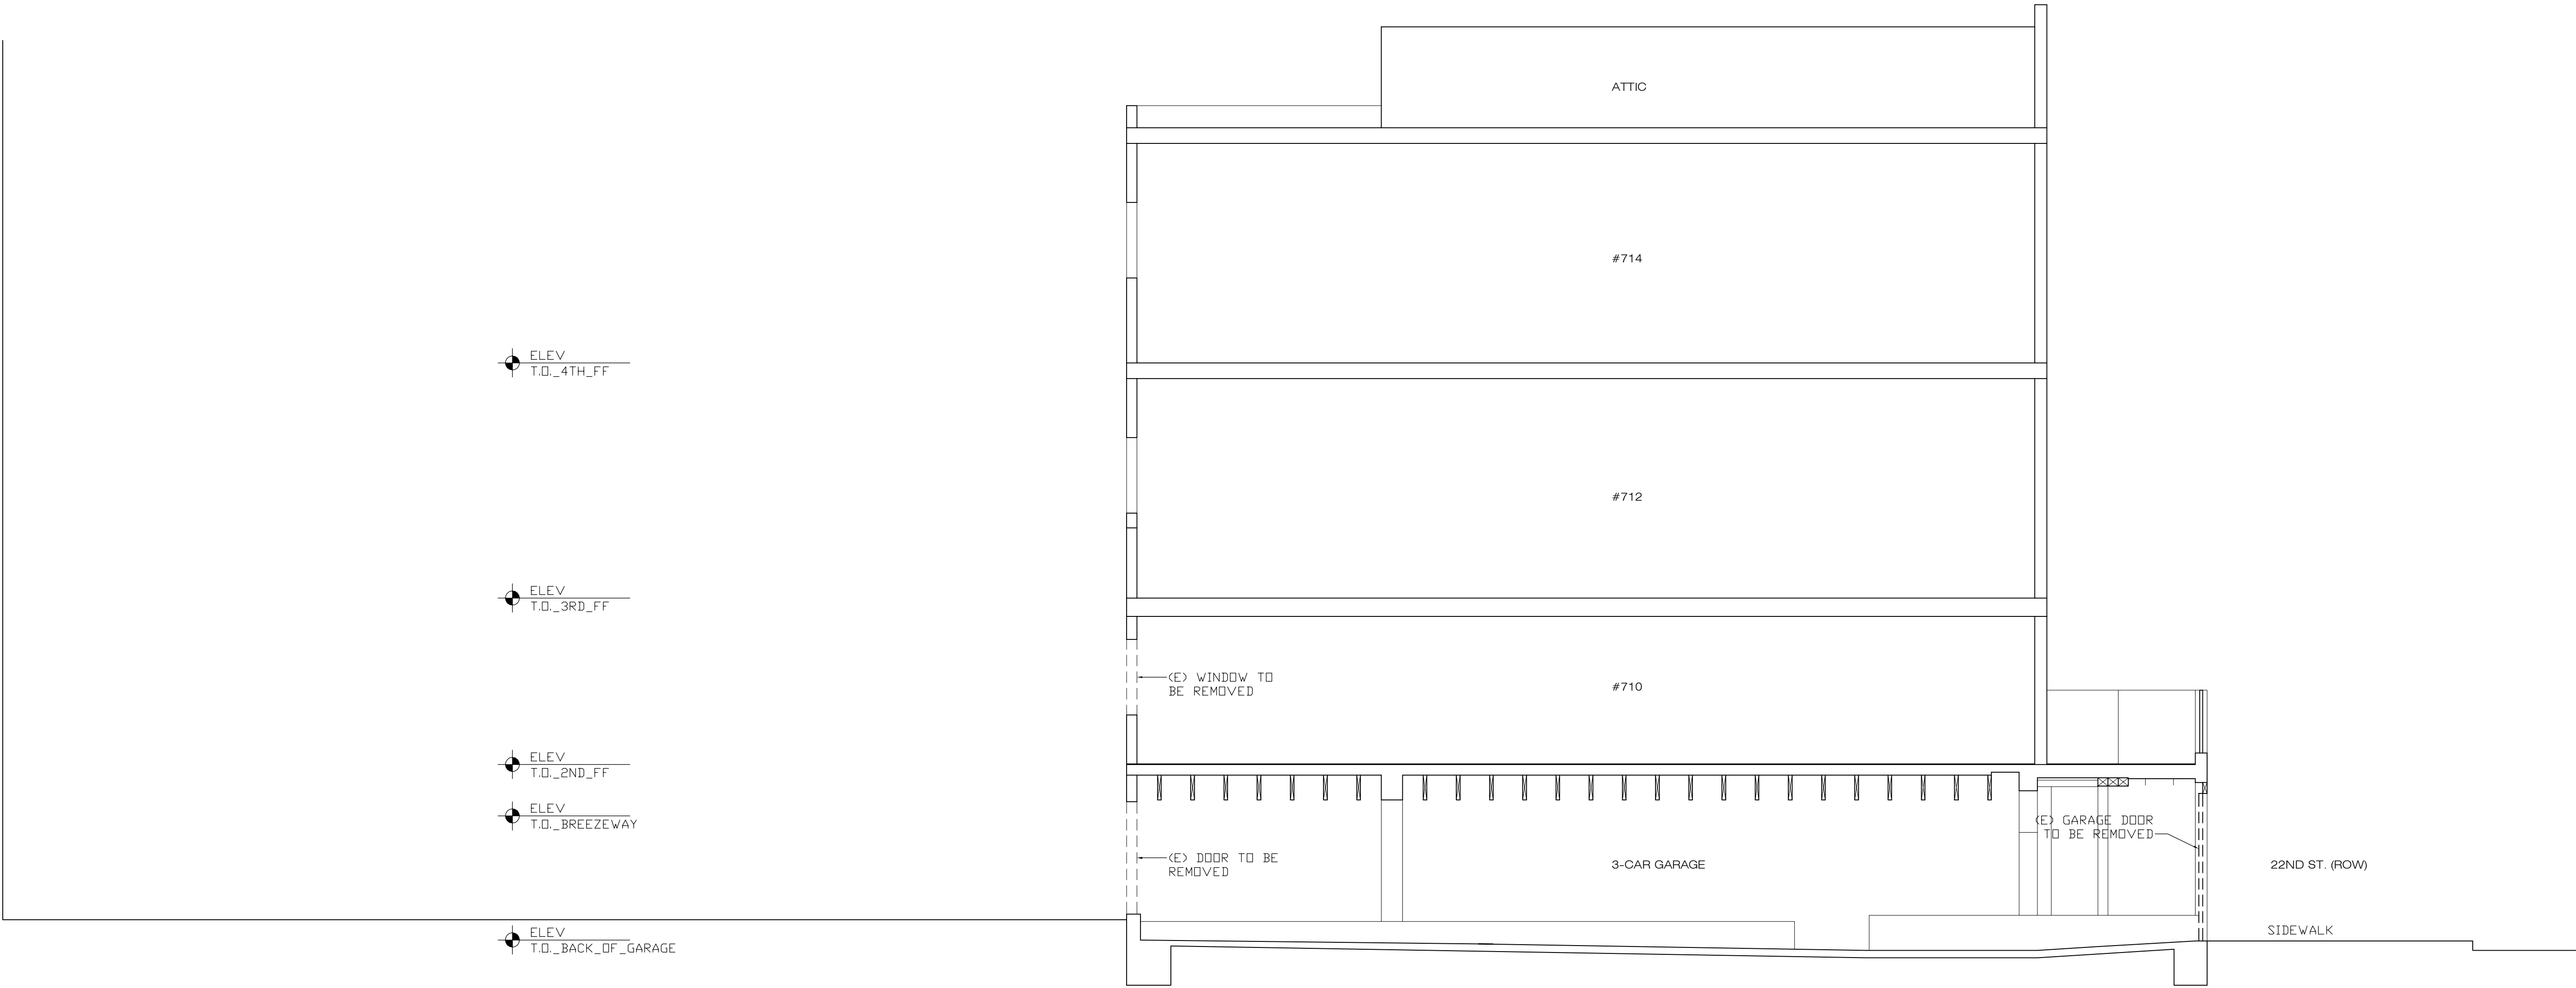 ATTIC
#714
ELEV
T.O._4TH_FF
#712
ELEV
T.O._3RD_FF
(E) WINDOW TO
BE REMOVED
#710
ELEV
T.O._2ND_FF
ELEV
T.O._BREEZEWAY
(E) GARAGE DOOR
TO BE REMOVED
(E) DOOR TO BE
REMOVED
3-CAR GARAGE
22ND ST. (ROW)
ELEV
T.O._BACK_OF_GARAGE
SIDEWALK